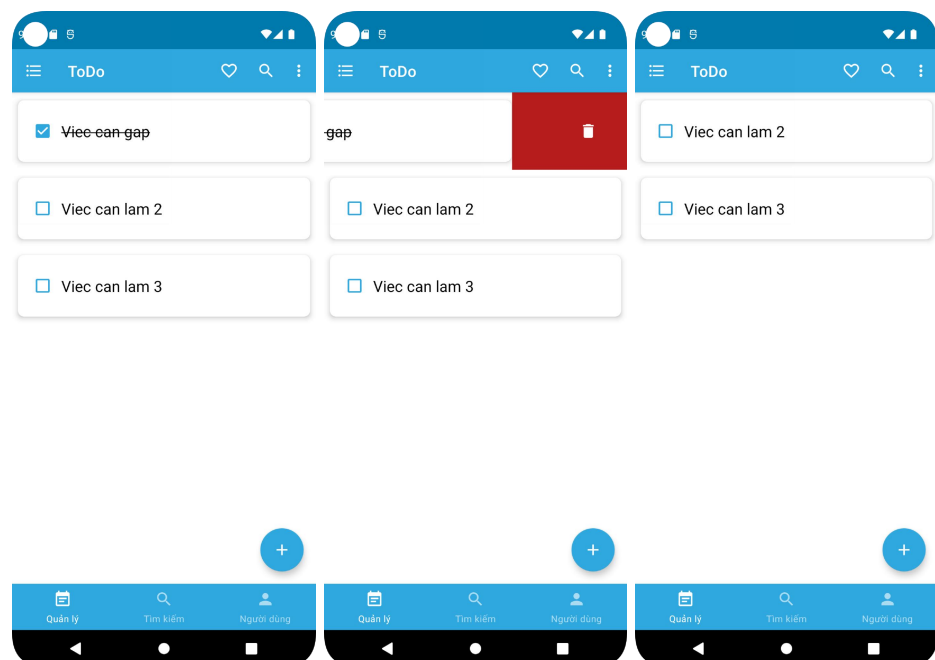 ToDo
Viec can gap
Viec can lam 2
Viec can lam 3
Quản lý
Tìm kiếm
Người dùng
ToDo
gap
Viec can lam 2
Viec can lam 3
Quản lý
Tìm kiếm
Người dùng
ToDo
Viec can lam 2
Viec can lam 3
Quản lý
Tìm kiếm
Người dùng